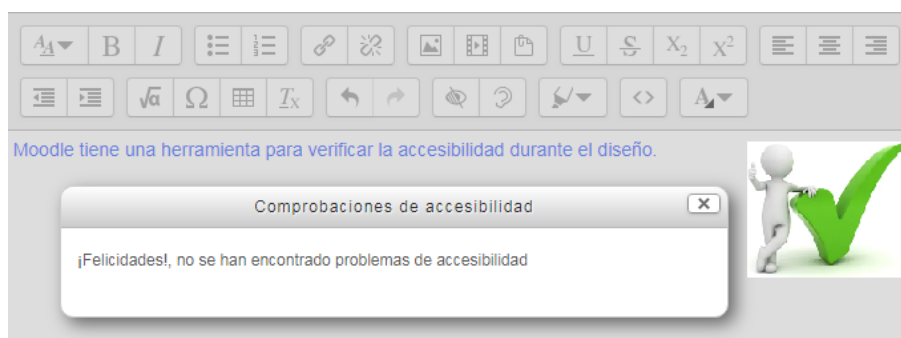 Moodle tiene una herramienta para verificar la accesibilidad durante el diseño.
Comprobaciones de accesibilidad
¡Felicidades!, no se han encontrado problemas de accesibilidad